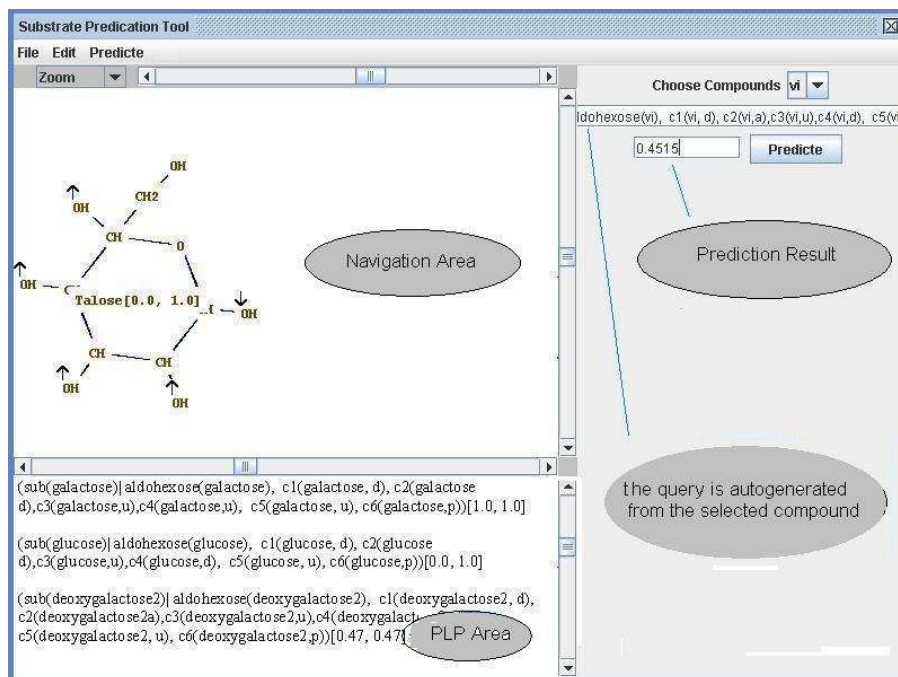 Substrate Predication Tool
File Edit Predicte
Zoom
Choose Compounds vi
ldohexose(vi), c1(vi, d), c2(vi,a),c3(vi,u),c4(vi,d), c5(vi
0.4515 Predicte
OH
CH2
OH
CH
O
OH
Talose[0.0, 1.0]
OH
CH
CH
OH
OH
Navigation Area
Prediction Result
the query is autogenerated
from the selected compound
(sub(galactose)| aldohexose(galactose), c1(galactose, d), c2(galactose
d),c3(galactose,u),c4(galactose,u), c5(galactose, u), c6(galactose,p))[1.0, 1.0]
(sub(glucose)| aldohexose(glucose), c1(glucose, d), c2(glucose
d),c3(glucose,u),c4(glucose,d), c5(glucose, u), c6(glucose,p))[0.0, 1.0]
(sub(deoxygalactose2)| aldohexose(deoxygalactose2), c1(deoxygalactose2, d),
c2(deoxygalactose2a),c3(deoxygalactose2,u),c4(deoxygalactu
c5(deoxygalactose2, u), c6(deoxygalactose2,p))[0.47, 0.47]
PLP Area